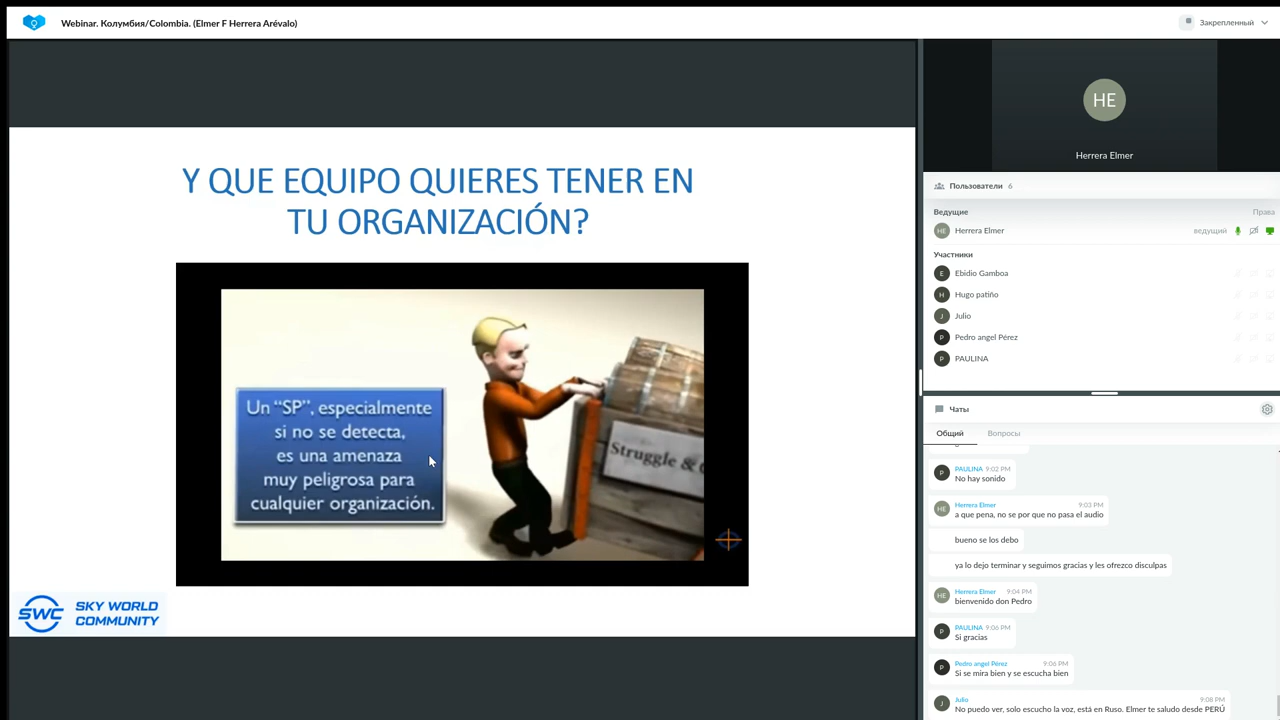 Webinar. Колумбия/Colombia. (Elmer F Herrera Arévalo)
Закрепленный
Y QUE EQUIPO QUIERES TENER EN
TU ORGANIZACIÓN?
Un “SP”, especialmente
si no se detecta,
es una amenaza
muy peligrosa para
cualquier organización.
Struggle &
SWC SKY WORLD
COMMUNITY
HE
Herrera Elmer
Пользователи 6
Ведущие Права
HE Herrera Elmer ведущий
Участники
E Ebidio Gamboa
H Hugo patiño
J Julio
P Pedro angel Pérez
P PAULINA
Чаты
Общий Вопросы
P PAULINA 9:02 PM
No hay sonido
HE Herrera Elmer 9:03 PM
a que pena, no se por que no pasa el audio
bueno se los debo
ya lo dejo terminar y seguimos gracias y les ofrezco disculpas
HE Herrera Elmer 9:04 PM
bienvenido don Pedro
P PAULINA 9:06 PM
Si gracias
P Pedro angel Pérez 9:06 PM
Si se mira bien y se escucha bien
J Julio 9:08 PM
No puedo ver, solo escucho la voz, está en Ruso. Elmer te saludo desde PERÚ